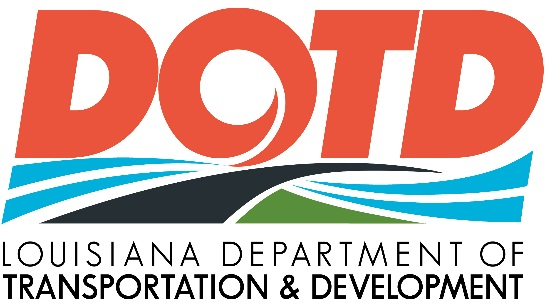 DOTD
LOUISIANA DEPARTMENT OF
TRANSPORTATION & DEVELOPMENT